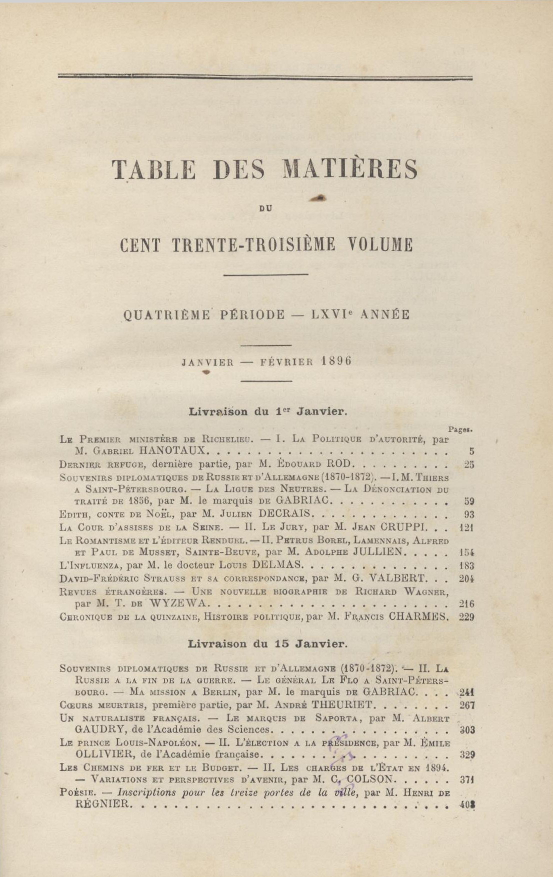 TABLE DES MATIÈRES
DU
CENT TRENTE-TROISIÈME VOLUME
QUATRIÈME PÉRIODE — LXVIe ANNÉE
JANVIER — FÉVRIER 1896
Livraison du 1er Janvier.
Pages.
LE PREMIER MINISTÈRE DE RICHELIEU. — I. LA POLITIQUE D'AUTORITÉ, par
M. GABRIEL HANOTAUX. . . . . . . . . . . . . . . . . . . . . 5
DERNIER REFUGE, dernière partie, par M. ÉDOUARD ROD. . . . . . . . . . 25
SOUVENIRS DIPLOMATIQUES DE RUSSIE ET D'ALLEMAGNE (1870-1872). — I. M. THIERS
A SAINT-PÉTERSBOURG. — LA LIGUE DES NEUTRES. — LA DÉNONCIATION DU
TRAITÉ DE 1856, par M. le marquis DE GABRIAC. . . . . . . . . . 59
EDITH, CONTE DE NOËL, par M. JULIEN DECRAIS. . . . . . . . . . . . 93
LA COUR D'ASSISES DE LA SEINE. — II. LE JURY, par M. JEAN CRUPPI. . . 121
LE ROMANTISME ET L'ÉDITEUR RENDUEL. — II. PETRUS BOREL, LAMENNAIS, ALFRED
ET PAUL DE MUSSET, SAINTE-BEUVE, par M. ADOLPHE JULLIEN. . . . . 154
L'INFLUENZA, par M. le docteur LOUIS DELMAS. . . . . . . . . . . . . 183
DAVID-FRÉDÉRIC STRAUSS ET SA CORRESPONDANCE, par M. G. VALBERT. . . 204
REVUES ÉTRANGÈRES. — UNE NOUVELLE BIOGRAPHIE DE RICHARD WAGNER,
par M. T. DE WYZEWA. . . . . . . . . . . . . . . . . . . . . 216
CHRONIQUE DE LA QUINZAINE, HISTOIRE POLITIQUE, par M. FRANCIS CHARMES. 229
Livraison du 15 Janvier.
SOUVENIRS DIPLOMATIQUES DE RUSSIE ET D'ALLEMAGNE (1870-1872). — II. LA
RUSSIE A LA FIN DE LA GUERRE. — LE GÉNÉRAL LE FLO A SAINT-PÉTERS-
BOURG. — MA MISSION A BERLIN, par M. le marquis DE GABRIAC. . . . 241
CŒURS MEURTRIS, première partie, par M. ANDRÉ THEURIET. . . . . . . . 267
UN NATURALISTE FRANÇAIS. — LE MARQUIS DE SAPORTA, par M. ALBERT
GAUDRY, de l'Académie des Sciences. . . . . . . . . . . . . . . . 303
LE PRINCE LOUIS-NAPOLÉON. — II. L'ÉLECTION A LA PRÉSIDENCE, par M. ÉMILE
OLLIVIER, de l'Académie française. . . . . . . . . . . . . . . . . 329
LES CHEMINS DE FER ET LE BUDGET. — II. LES CHARGES DE L'ÉTAT EN 1894.
— VARIATIONS ET PERSPECTIVES D'AVENIR, par M. C. COLSON. . . . . . 371
POÉSIE. — Inscriptions pour les treize portes de la ville, par M. HENRI DE
RÉGNIER. . . . . . . . . . . . . . . . . . . . . . . . . . . 408